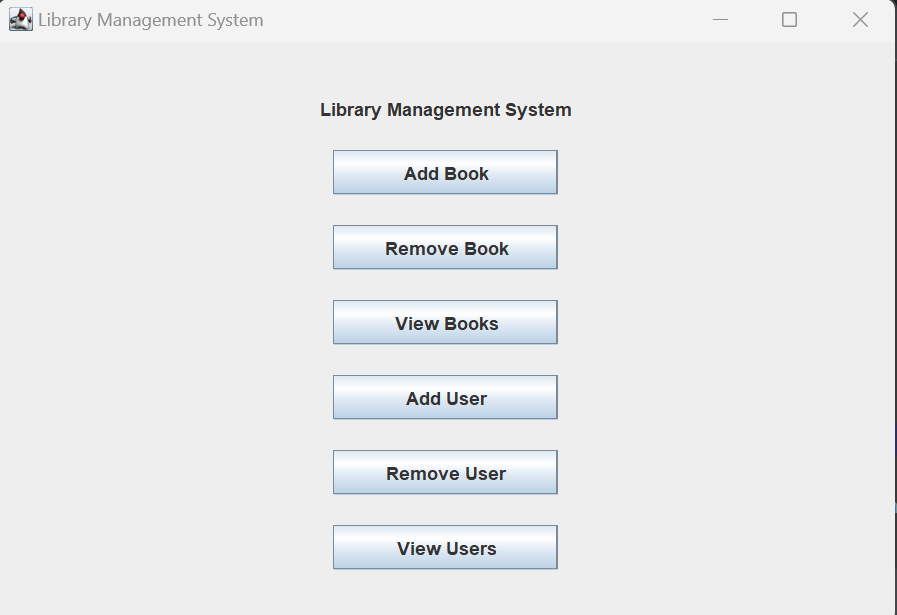 Library Management System
Library Management System
Add Book
Remove Book
View Books
Add User
Remove User
View Users